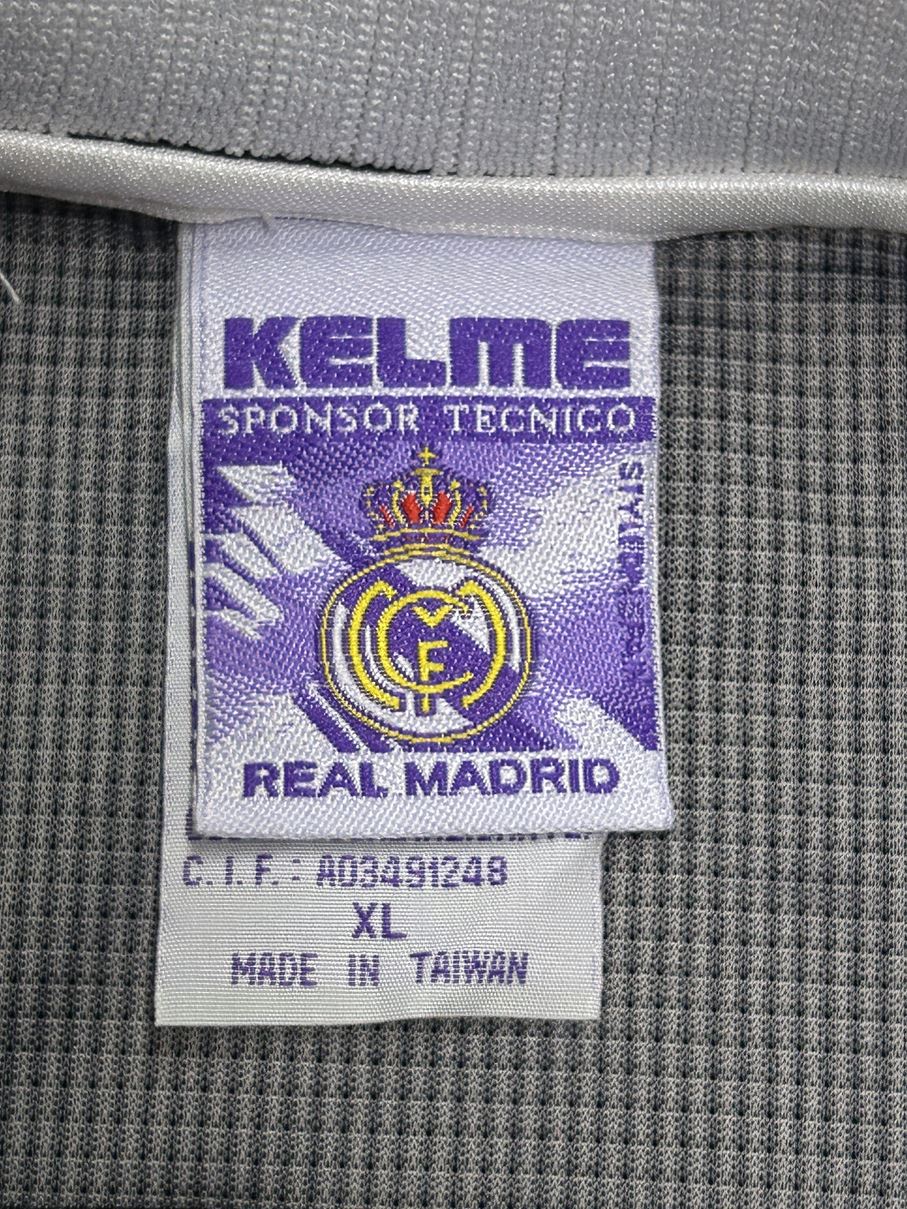 KELME
SPONSOR TECNICO
REAL MADRID
C.I.F.: A03491248
XL
MADE IN TAIWAN